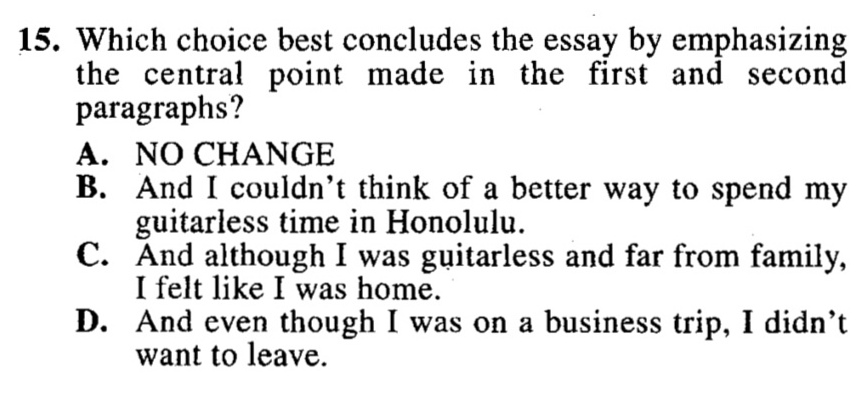 15. Which choice best concludes the essay by emphasizing
the central point made in the first and second
paragraphs?
A. NO CHANGE
B. And I couldn't think of a better way to spend my
guitarless time in Honolulu.
C. And although I was guitarless and far from family,
I felt like I was home.
D. And even though I was on a business trip, I didn't
want to leave.